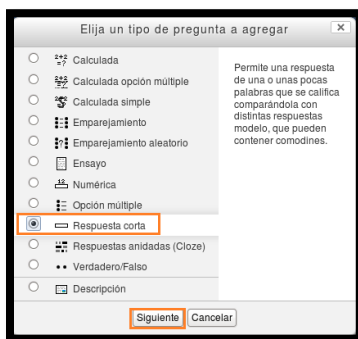 Elija un tipo de pregunta a agregar
Calculada
Calculada opción múltiple
Calculada simple
Emparejamiento
Emparejamiento aleatorio
Ensayo
Numérica
Opción múltiple
Respuesta corta
Respuestas anidadas (Cloze)
Verdadero/Falso
Descripción
Permite una respuesta
de una o unas pocas
palabras que se califica
comparándola con
distintas respuestas
modelo, que pueden
contener comodines.
Siguiente Cancelar